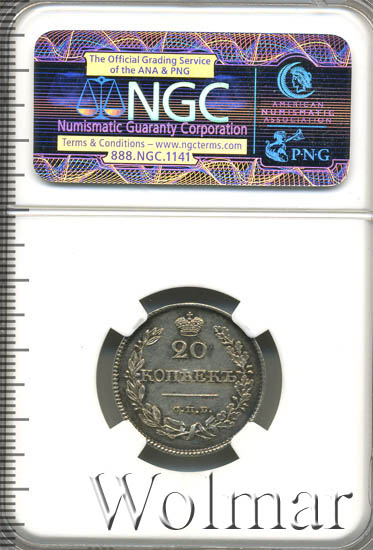 The Official Grading Service
of the ANA & PNG
NGC
Numismatic Guaranty Corporation
Terms & Conditions – www.ngcterms.com
888.NGC.1141
AMERICAN
NUMISMATIC
ASSOCIATION
P·N·G
20
КОПѢЕКЪ
С.П.Б.
Wolmar